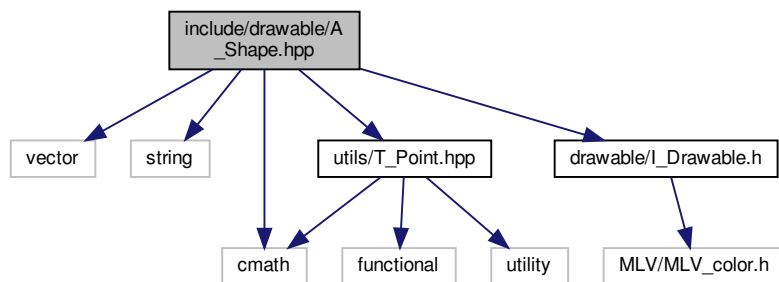 include/drawable/A
_Shape.hpp
vector
string
utils/T_Point.hpp
drawable/I_Drawable.h
cmath
functional
utility
MLV/MLV_color.h